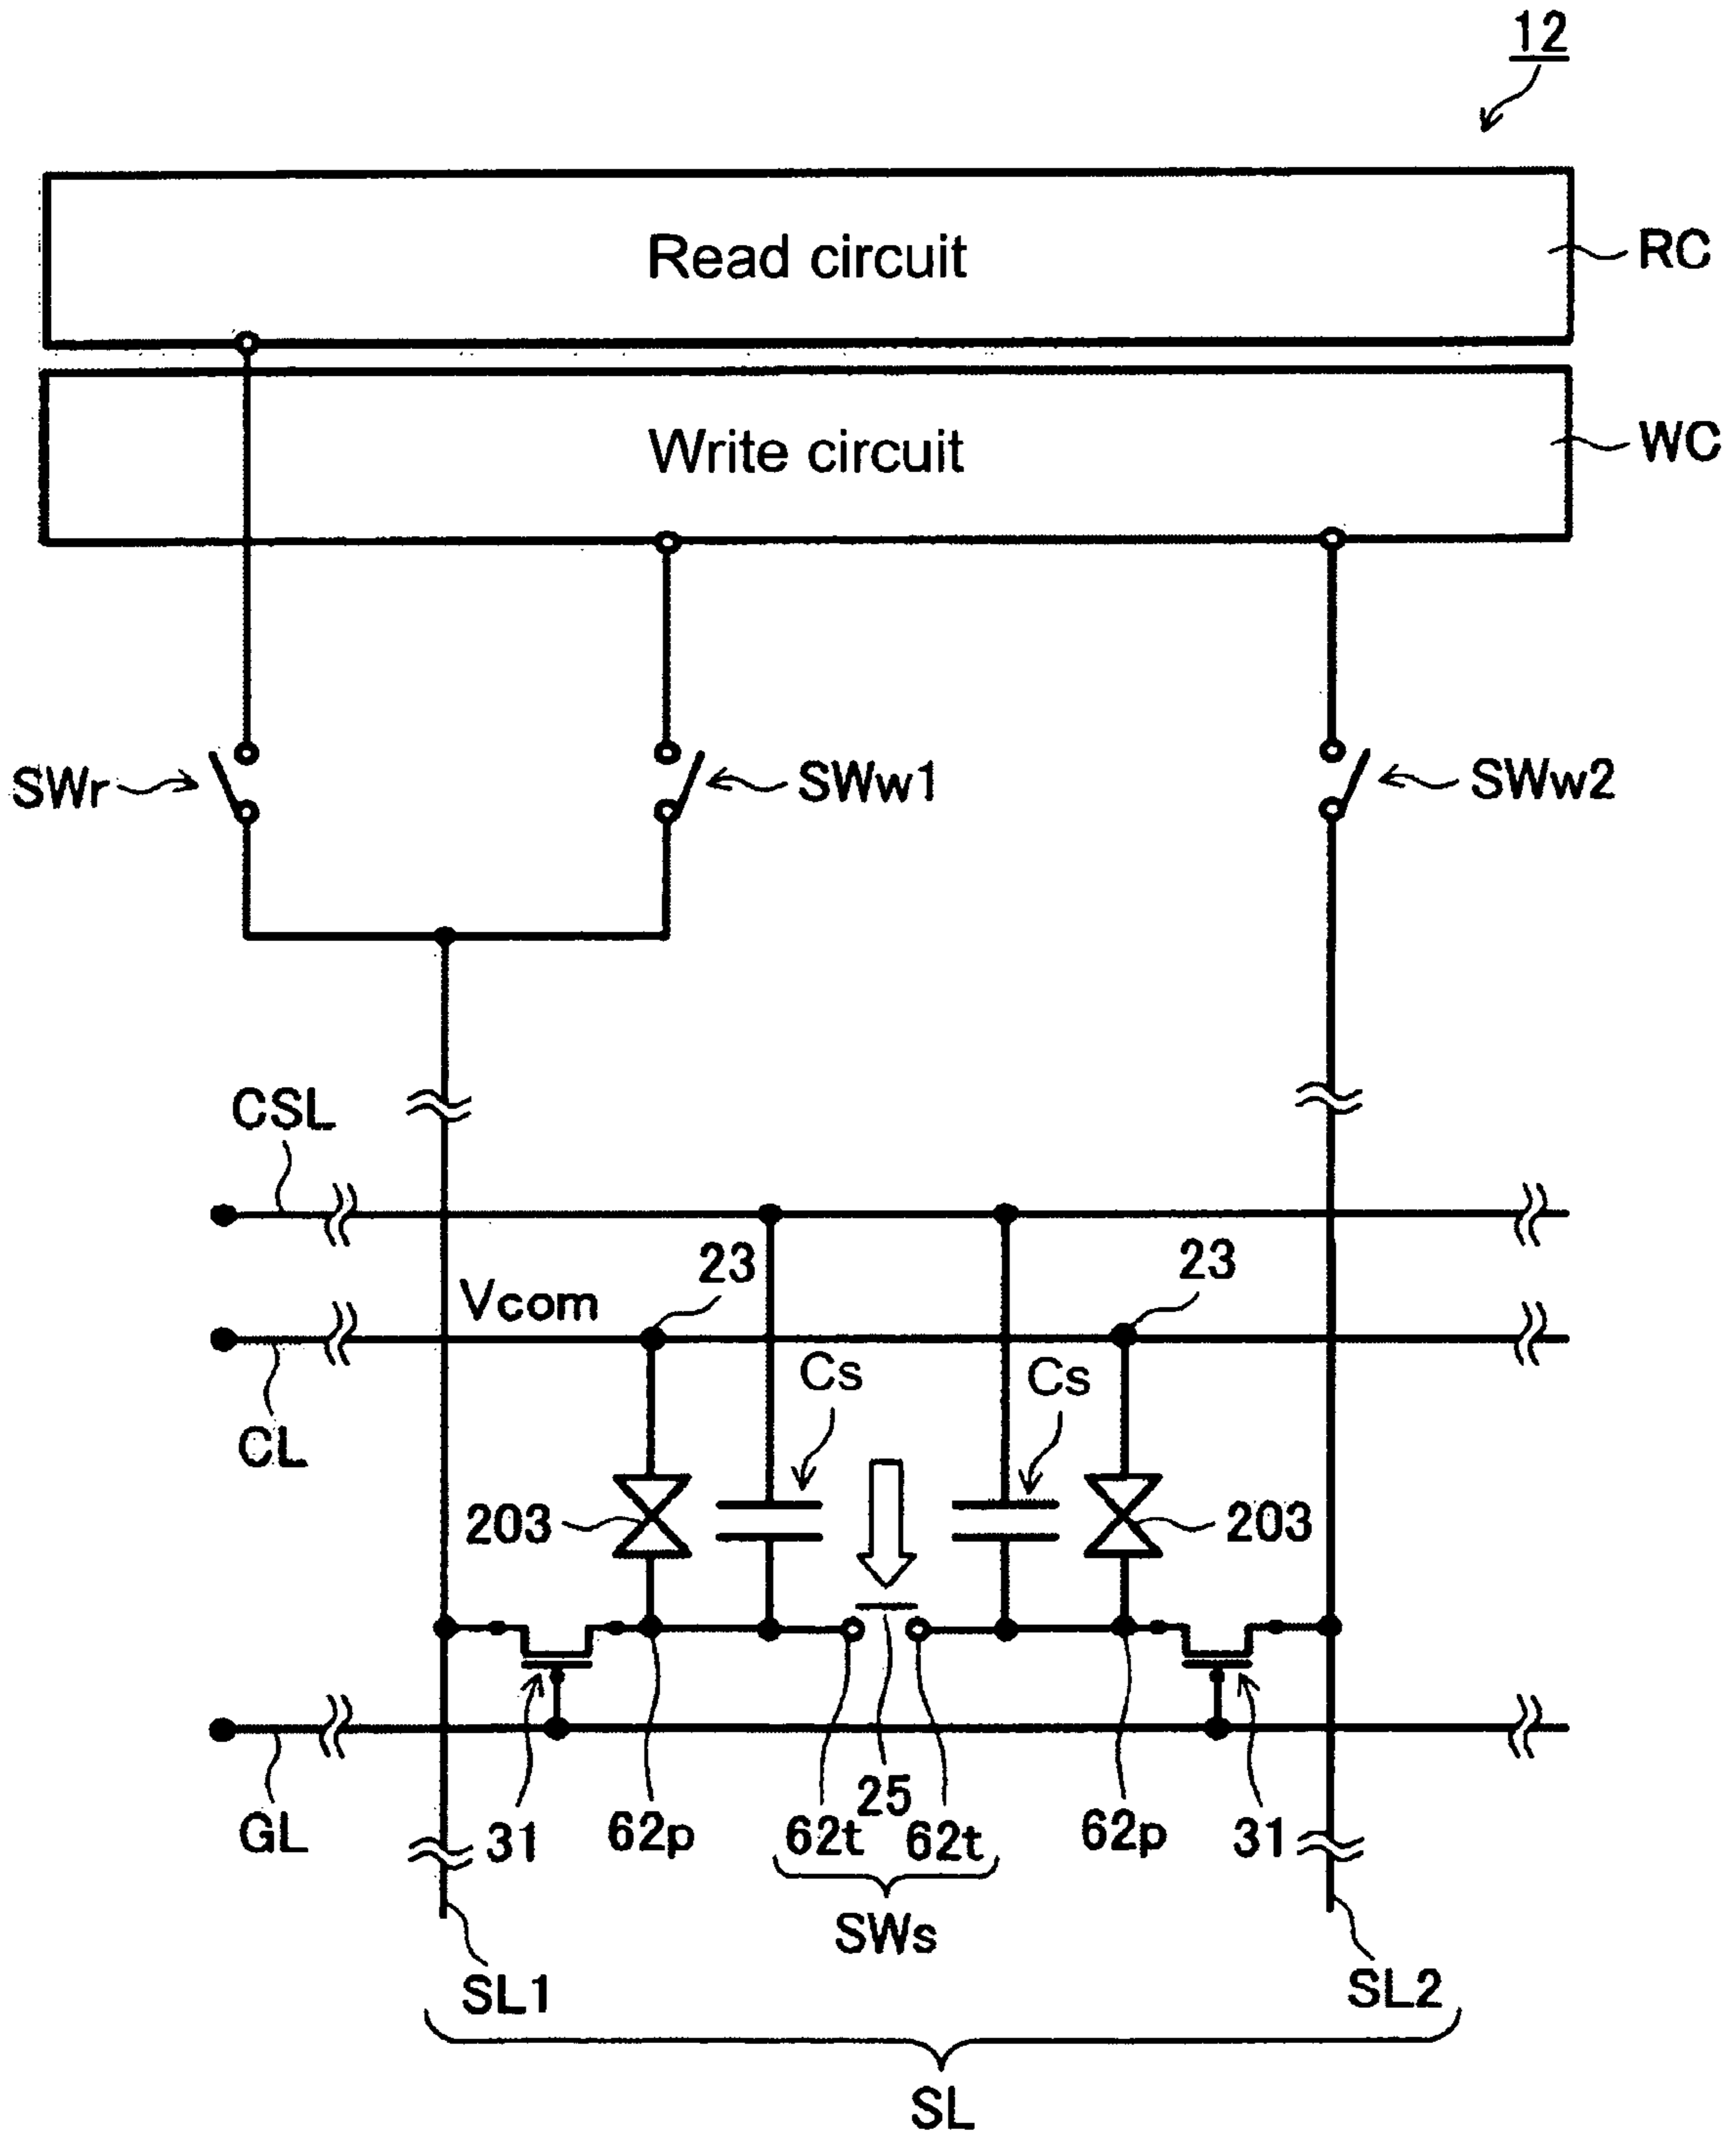 12
Read circuit
RC
Write circuit
WC
SWr
SWw1
SWw2
CSL
23
23
Vcom
Cs
Cs
CL
203
203
31
62p
62t
25
62t
62p
31
GL
SWs
SL1
SL2
SL